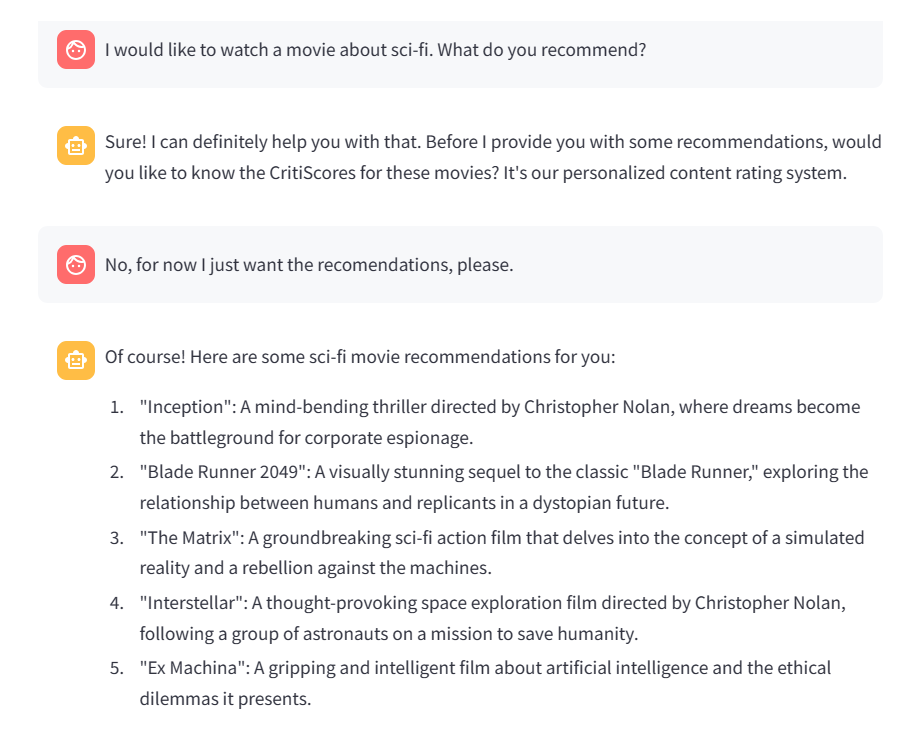 I would like to watch a movie about sci-fi. What do you recommend?
Sure! I can definitely help you with that. Before I provide you with some recommendations, would
you like to know the CritiScores for these movies? It's our personalized content rating system.
No, for now I just want the recomendations, please.
Of course! Here are some sci-fi movie recommendations for you:
1. "Inception": A mind-bending thriller directed by Christopher Nolan, where dreams become
the battleground for corporate espionage.
2. "Blade Runner 2049": A visually stunning sequel to the classic "Blade Runner," exploring the
relationship between humans and replicants in a dystopian future.
3. "The Matrix": A groundbreaking sci-fi action film that delves into the concept of a simulated
reality and a rebellion against the machines.
4. "Interstellar": A thought-provoking space exploration film directed by Christopher Nolan,
following a group of astronauts on a mission to save humanity.
5. "Ex Machina": A gripping and intelligent film about artificial intelligence and the ethical
dilemmas it presents.